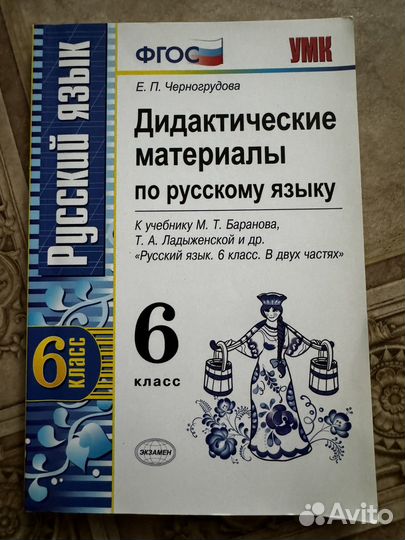 ФГОС
УМК
Е. П. Черногрудова
Дидактические
материалы
по русскому языку
К учебнику М. Т. Баранова,
Т. А. Ладыженской и др.
«Русский язык. 6 класс. В двух частях»
6
класс
ЭКЗАМЕН
Русский язык
6 класс
Avito